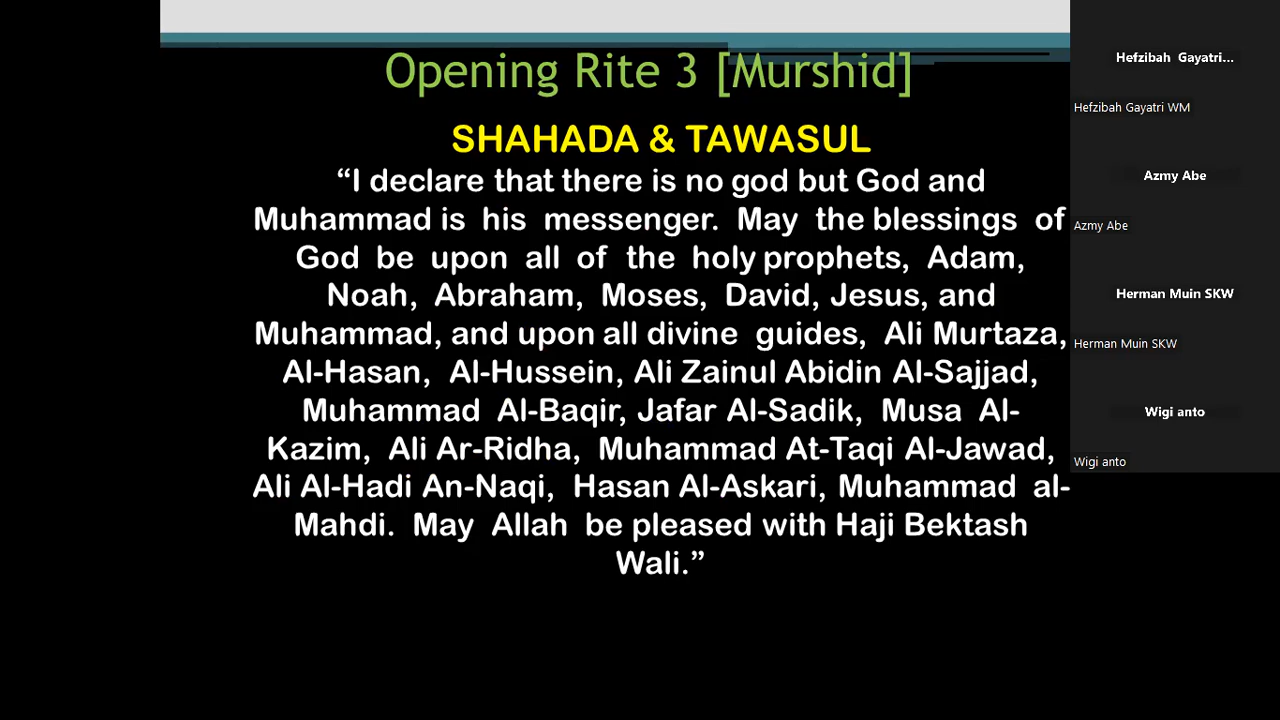 Opening Rite 3 [Murshid]
SHAHADA & TAWASUL
“I declare that there is no god but God and
Muhammad is his messenger. May the blessings of
God be upon all of the holy prophets, Adam,
Noah, Abraham, Moses, David, Jesus, and
Muhammad, and upon all divine guides, Ali Murtaza,
Al-Hasan, Al-Hussein, Ali Zainul Abidin Al-Sajjad,
Muhammad Al-Baqir, Jafar Al-Sadik, Musa Al-
Kazim, Ali Ar-Ridha, Muhammad At-Taqi Al-Jawad,
Ali Al-Hadi An-Naqi, Hasan Al-Askari, Muhammad al-
Mahdi. May Allah be pleased with Haji Bektash
Wali.”
Hefzibah Gayatri...
Hefzibah Gayatri WM
Azmy Abe
Azmy Abe
Herman Muin SKW
Herman Muin SKW
Wigi anto
Wigi anto